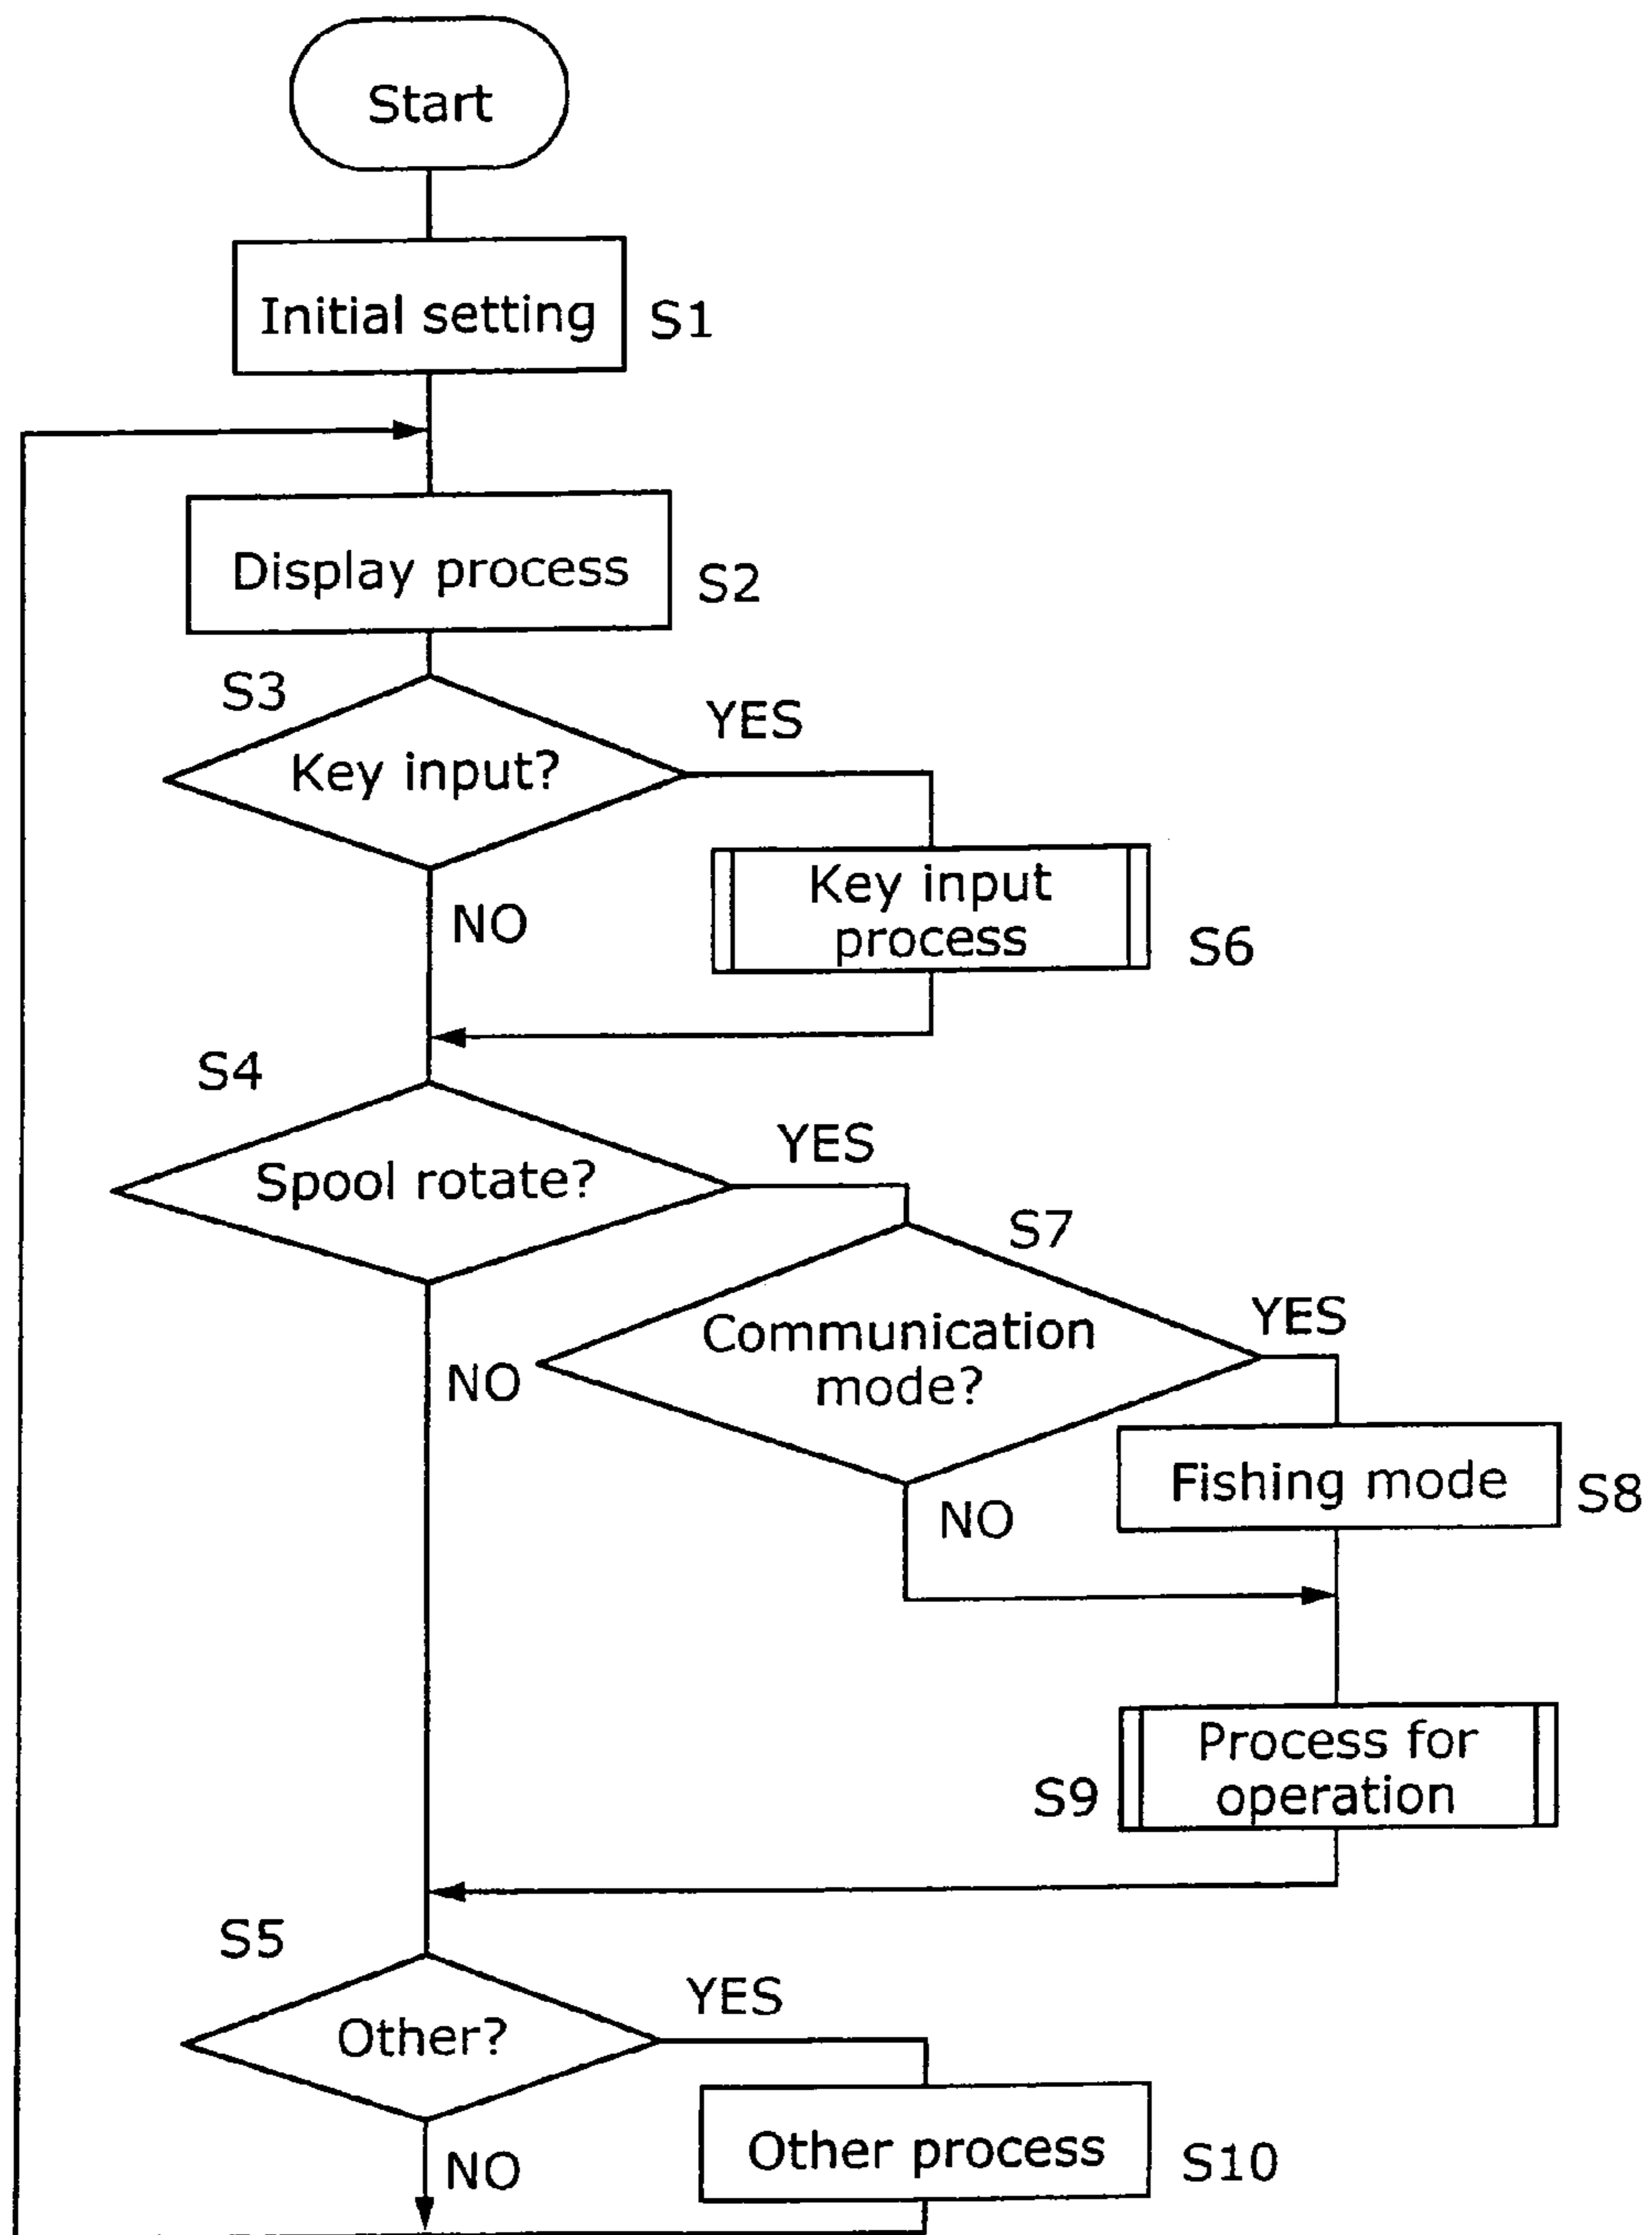 Start
Initial setting
S1
Display process
S2
S3
Key input?
YES
NO
Key input
process
S6
S4
Spool rotate?
YES
NO
S7
Communication
mode?
YES
NO
Fishing mode
S8
S9
Process for
operation
S5
Other?
YES
NO
Other process
S10